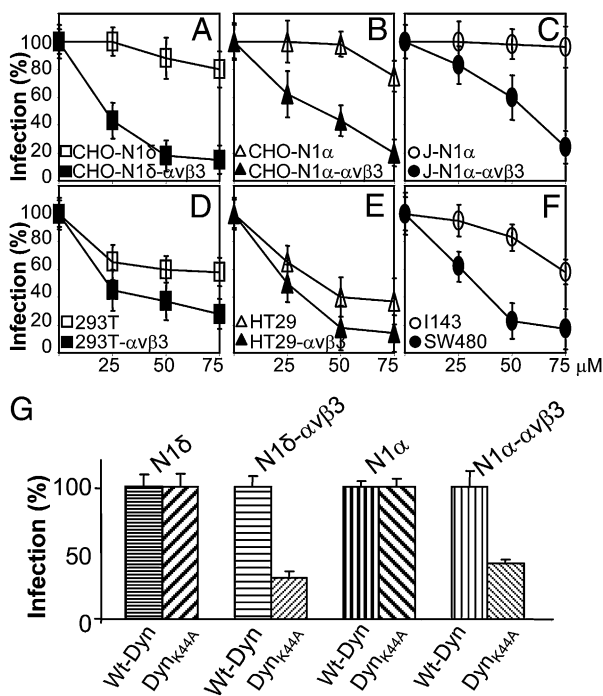 A B C
Infection (%)
100
80
60
40
20
0
□ CHO-N1δ
■ CHO-N1δ-αvβ3
△ CHO-N1α
▲ CHO-N1α-αvβ3
○ J-N1α
● J-N1α-αvβ3
D E F
Infection (%)
100
80
60
40
20
0
□ 293T
■ 293T-αvβ3
△ HT29
▲ HT29-αvβ3
○ I143
● SW480
25 50 75 25 50 75 25 50 75 μM
G
N1δ N1δ-αvβ3 N1α N1α-αvβ3
Infection (%)
100
50
0
Wt-Dyn DynK44A Wt-Dyn DynK44A Wt-Dyn DynK44A Wt-Dyn DynK44A